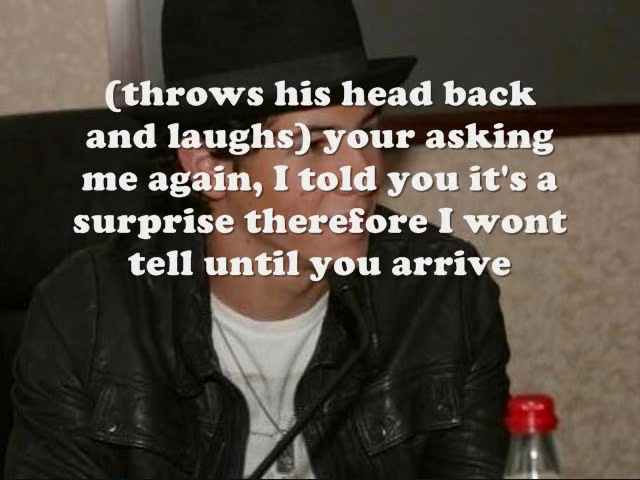 (throws his head back
and laughs) your asking
me again, I told you it's a
surprise therefore I wont
tell until you arrive